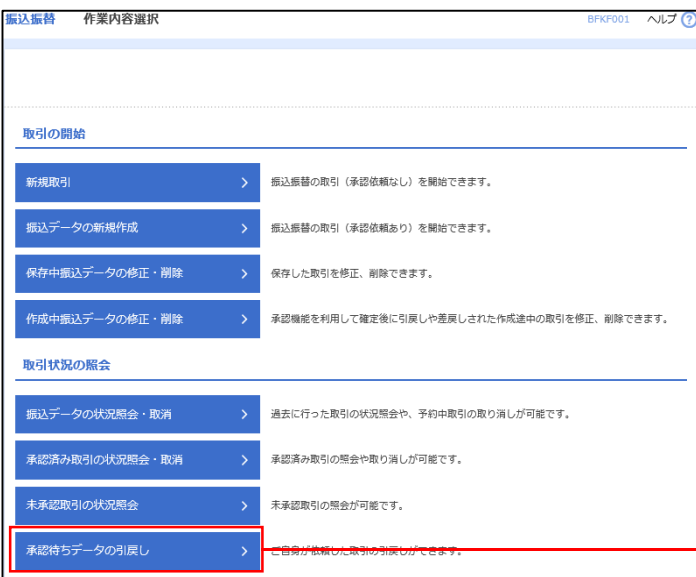 振込振替 作業内容選択 BFKF001 ヘルプ ?
取引の開始
新規取引 振込振替の取引（承認依頼なし）を開始できます。
振込データの新規作成 振込振替の取引（承認依頼あり）を開始できます。
保存中振込データの修正・削除 保存した取引を修正、削除できます。
作成中振込データの修正・削除 承認機能を利用して確定後に引戻しや差戻しされた作成途中の取引を修正、削除できます。
取引状況の照会
振込データの状況照会・取消 過去に行った取引の状況照会や、予約中取引の取り消しが可能です。
承認済み取引の状況照会・取消 承認済み取引の照会や取り消しが可能です。
未承認取引の状況照会 未承認取引の照会が可能です。
承認待ちデータの引戻し ご自身が依頼した取引の引戻しができます。